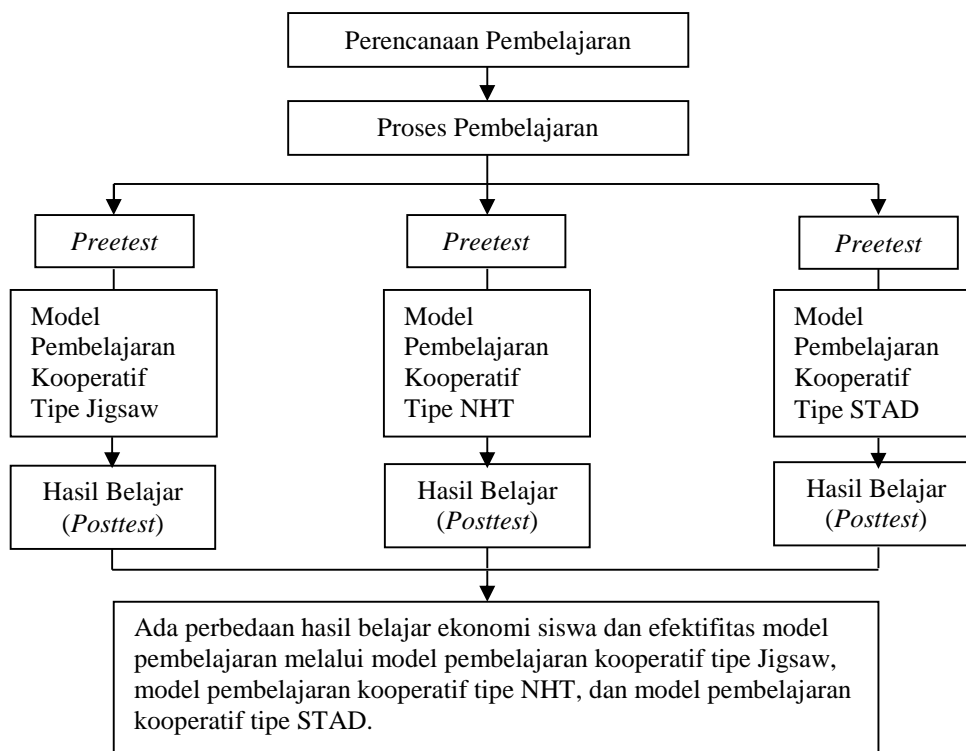 Perencanaan Pembelajaran
Proses Pembelajaran
Preetest
Preetest
Preetest
Model
Pembelajaran
Kooperatif
Tipe Jigsaw
Model
Pembelajaran
Kooperatif
Tipe NHT
Model
Pembelajaran
Kooperatif
Tipe STAD
Hasil Belajar
(Posttest)
Hasil Belajar
(Posttest)
Hasil Belajar
(Posttest)
Ada perbedaan hasil belajar ekonomi siswa dan efektifitas model
pembelajaran melalui model pembelajaran kooperatif tipe Jigsaw,
model pembelajaran kooperatif tipe NHT, dan model pembelajaran
kooperatif tipe STAD.